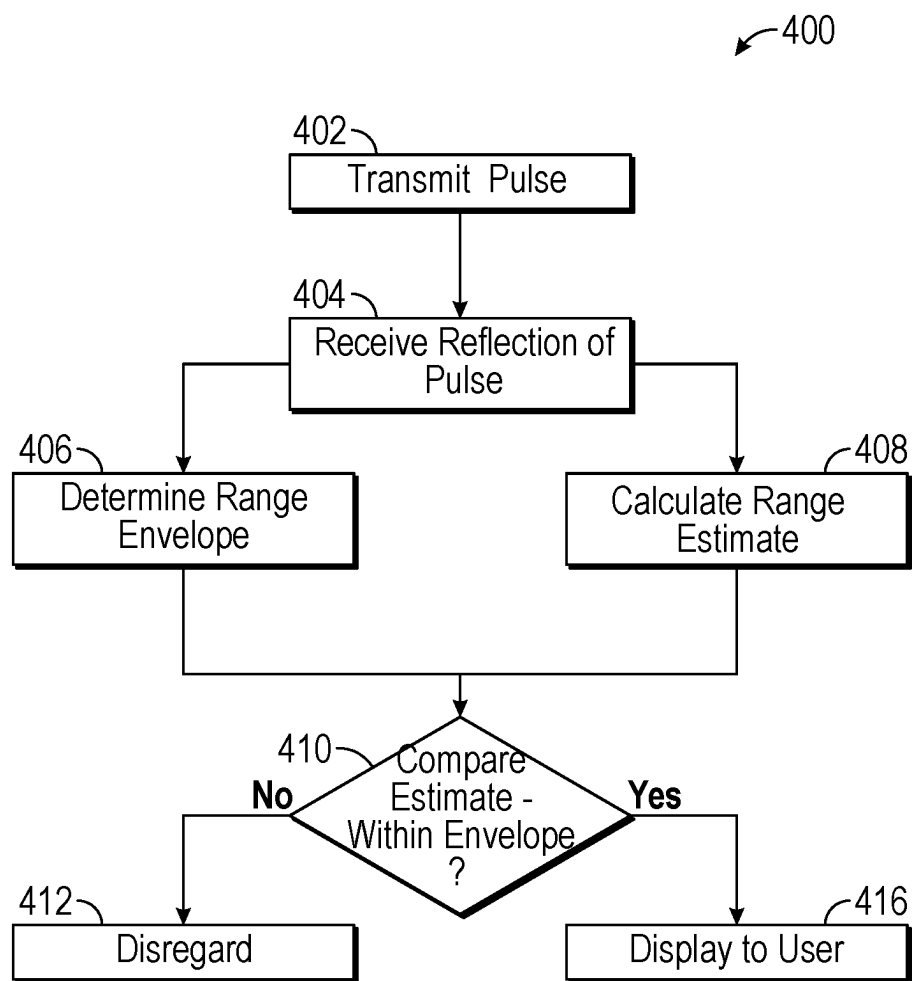 400
402
Transmit Pulse
404
Receive Reflection of
Pulse
406
Determine Range
Envelope
408
Calculate Range
Estimate
410
Compare
Estimate -
Within Envelope
?
No
Yes
412
Disregard
416
Display to User